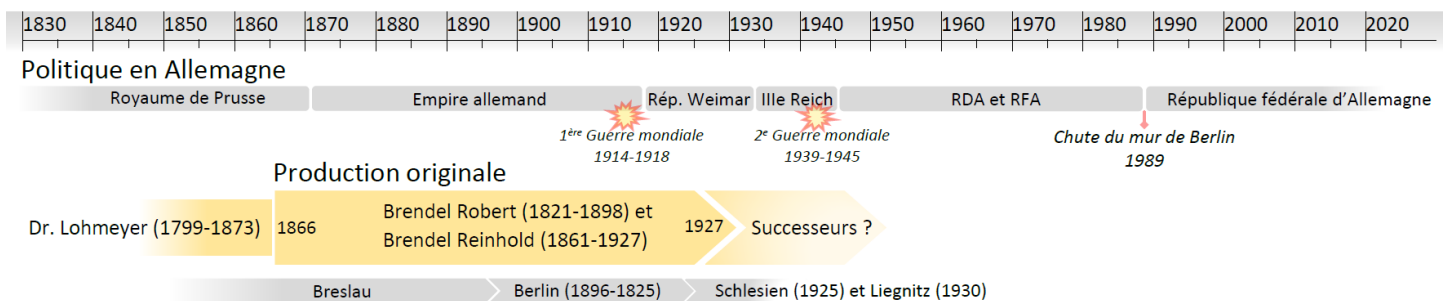 1830 1840 1850 1860 1870 1880 1890 1900 1910 1920 1930 1940 1950 1960 1970 1980 1990 2000 2010 2020
Politique en Allemagne
Royaume de Prusse Empire allemand Rép. Weimar IIIe Reich RDA et RFA République fédérale d'Allemagne
1ère Guerre mondiale 2e Guerre mondiale Chute du mur de Berlin
1914-1918 1939-1945 1989
Production originale
Dr. Lohmeyer (1799-1873) 1866 Brendel Robert (1821-1898) et 1927 Successeurs ?
Brendel Reinhold (1861-1927)
Breslau Berlin (1896-1825) Schlesien (1925) et Liegnitz (1930)